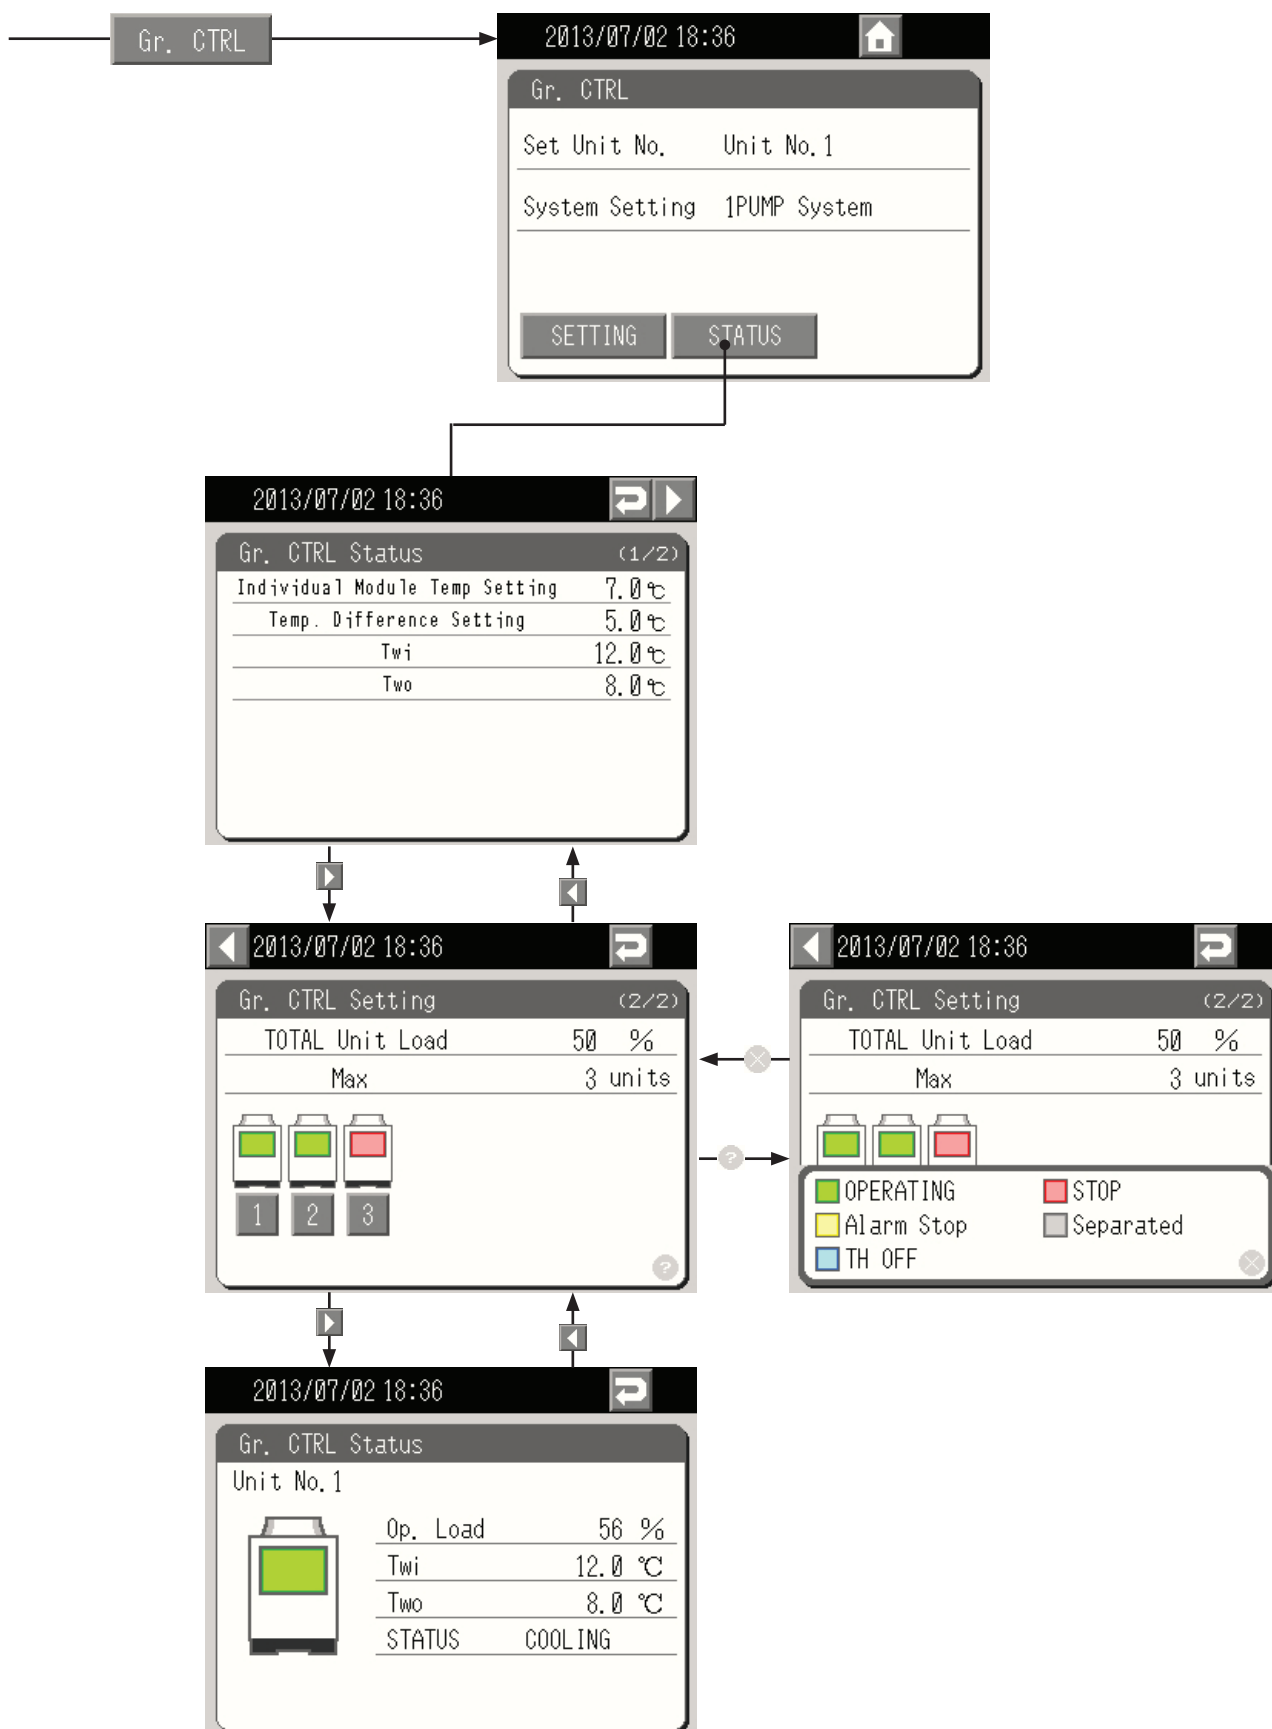 Gr. CTRL
2013/07/02 18:36
Gr. CTRL
Set Unit No. Unit No.1
System Setting 1PUMP System
SETTING STATUS
2013/07/02 18:36
Gr. CTRL Status (1/2)
Individual Module Temp Setting 7.0℃
Temp. Difference Setting 5.0℃
Twi 12.0℃
Two 8.0℃
2013/07/02 18:36
Gr. CTRL Setting (2/2)
TOTAL Unit Load 50 %
Max 3 units
1 2 3
?
2013/07/02 18:36
Gr. CTRL Setting (2/2)
TOTAL Unit Load 50 %
Max 3 units
OPERATING STOP
Alarm Stop Separated
TH OFF
?
2013/07/02 18:36
Gr. CTRL Status
Unit No.1
Op. Load 56 %
Twi 12.0 ℃
Two 8.0 ℃
STATUS COOLING